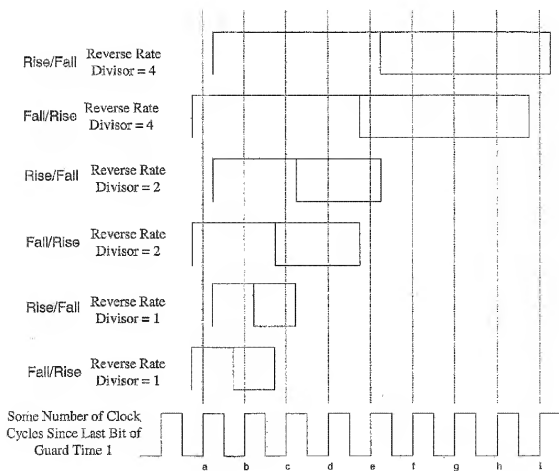 Rise/Fall Reverse Rate
Divisor = 4
Fall/Rise Reverse Rate
Divisor = 4
Rise/Fall Reverse Rate
Divisor = 2
Fall/Rise Reverse Rate
Divisor = 2
Rise/Fall Reverse Rate
Divisor = 1
Fall/Rise Reverse Rate
Divisor = 1
Some Number of Clock
Cycles Since Last Bit of
Guard Time 1
a b c d e f g h i